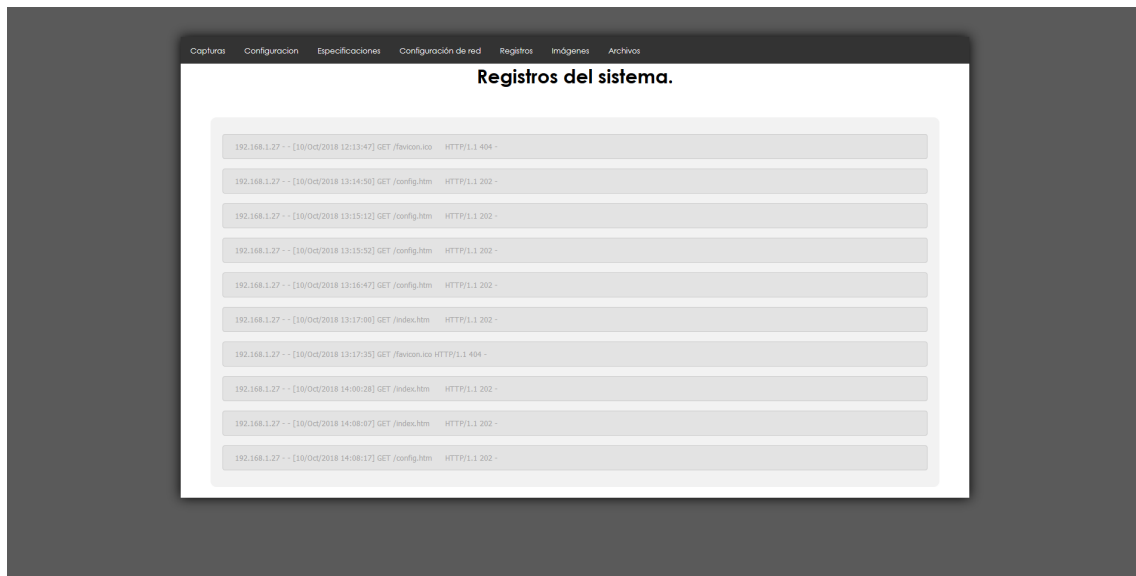 Capturas Configuracion Especificaciones Configuración de red Registros Imágenes Archivos
Registros del sistema.
192.168.1.27 - - [10/Oct/2018 12:13:47] GET /favicon.ico HTTP/1.1 404 -
192.168.1.27 - - [10/Oct/2018 13:14:50] GET /config.htm HTTP/1.1 202 -
192.168.1.27 - - [10/Oct/2018 13:15:12] GET /config.htm HTTP/1.1 202 -
192.168.1.27 - - [10/Oct/2018 13:15:52] GET /config.htm HTTP/1.1 202 -
192.168.1.27 - - [10/Oct/2018 13:16:47] GET /config.htm HTTP/1.1 202 -
192.168.1.27 - - [10/Oct/2018 13:17:00] GET /index.htm HTTP/1.1 202 -
192.168.1.27 - - [10/Oct/2018 13:17:35] GET /favicon.ico HTTP/1.1 404 -
192.168.1.27 - - [10/Oct/2018 14:00:28] GET /index.htm HTTP/1.1 202 -
192.168.1.27 - - [10/Oct/2018 14:08:07] GET /index.htm HTTP/1.1 202 -
192.168.1.27 - - [10/Oct/2018 14:08:17] GET /config.htm HTTP/1.1 202 -